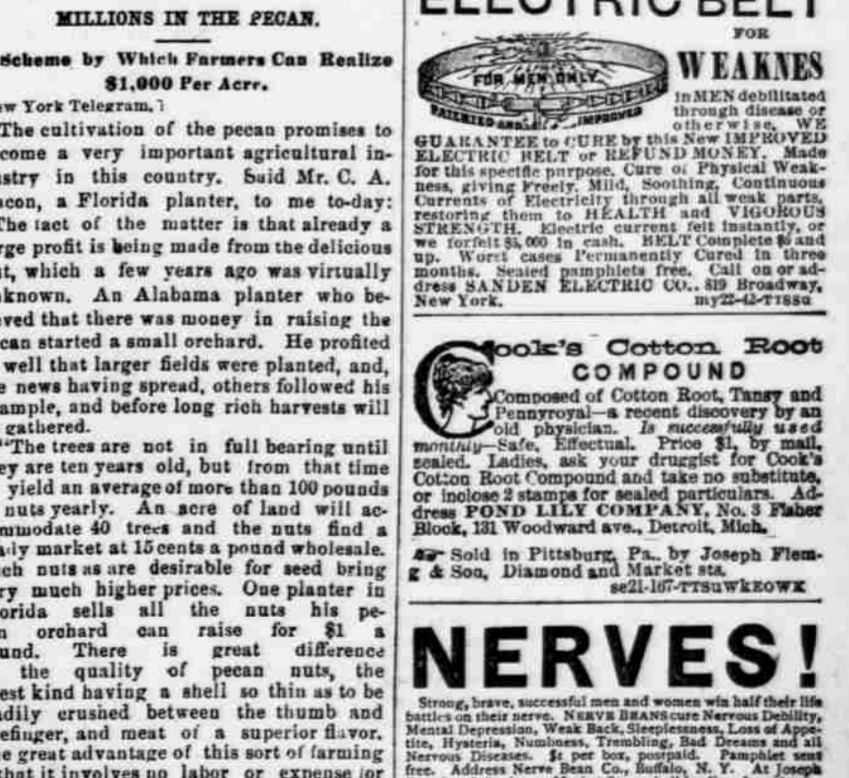 MILLIONS IN THE PECAN.
Scheme by Which Farmers Can Realize
$1,000 Per Acre.
w York Telegram.]
The cultivation of the pecan promises to
come a very important agricultural in-
stry in this country. Said Mr. C. A.
con, a Florida planter, to me to-day:
The fact of the matter is that already a
rge profit is being made from the delicious
t, which a few years ago was virtually
known. An Alabama planter who be-
ved that there was money in raising the
can started a small orchard. He profited
well that larger fields were planted, and,
e news having spread, others followed his
ample, and before long rich harvests will
gathered.
"The trees are not in full bearing until
ey are ten years old, but from that time
yield an average of more than 100 pounds
nuts yearly. An acre of land will ac-
mmodate 40 trees and the nuts find a
ly market at 15 cents a pound wholesale.
ch nuts as are desirable for seed bring
ry much higher prices. One planter in
orida sells all the nuts his pe-
n orchard can raise for $1 a
und. There is great difference
the quality of pecan nuts, the
est kind having a shell so thin as to be
dily crushed between the thumb and
efinger, and meat of a superior flavor.
e great advantage of this sort of farming
that it involves no labor or expense for
ELECTRIC BELT
FOR
WEAKNES
FOR MEN ONLY
PATENTED AND IMPROVED
in MEN debilitated
through disease or
otherwise. WE
GUARANTEE to CURE by this New IMPROVED
ELECTRIC BELT or REFUND MONEY. Made
for this specific purpose. Cure of Physical Weak-
ness, giving Freely, Mild, Soothing, Continuous
Currents of Electricity through all weak parts,
restoring them to HEALTH and VIGOROUS
STRENGTH. Electric current felt instantly, or
we forfeit $5,000 in cash. BELT Complete $5 and
up. Worst cases Permanently Cured in three
months. Sealed pamphlets free. Call on or ad-
dress SANDEN ELECTRIC CO., 819 Broadway,
New York. my22-42-TTSSu
Cook's Cotton Root
COMPOUND
Composed of Cotton Root, Tansy and
Pennyroyal—a recent discovery by an
old physician. Is successfully used
monthly—Safe, Effectual. Price $1, by mail,
sealed. Ladies, ask your druggist for Cook's
Cotton Root Compound and take no substitute,
or inclose 2 stamps for sealed particulars. Ad-
dress POND LILY COMPANY, No. 3 Fisher
Block, 131 Woodward ave., Detroit, Mich.
Sold in Pittsburg, Pa., by Joseph Flem-
g & Son, Diamond and Market sts.
se21-167-TTSuWkEOWK
NERVES!
Strong, brave, successful men and women win half their life
battles on their nerve. NERVE BEANS cure Nervous Debility,
Mental Depression, Weak Back, Sleeplessness, Loss of Appe-
tite, Hysteria, Numbness, Trembling, Bad Dreams and all
Nervous Diseases. $1 per box, postpaid. Pamphlet sent
free. Address Nerve Bean Co., Buffalo, N. Y. At Joseph